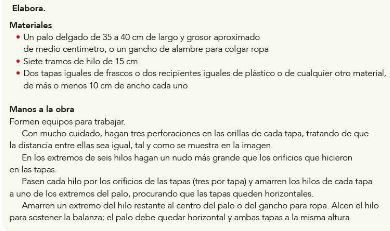 Elabora.
Materiales
• Un palo delgado de 35 a 40 cm de largo y grosor aproximado
de medio centímetro, o un gancho de alambre para colgar ropa
• Siete tramos de hilo de 15 cm
• Dos tapas iguales de frascos o dos recipientes iguales de plástico o de cualquier otro material,
de más o menos 10 cm de ancho cada uno
Manos a la obra
Formen equipos para trabajar.
Con mucho cuidado, hagan tres perforaciones en las orillas de cada tapa, tratando de que
la distancia entre ellas sea igual, tal y como se muestra en la imagen.
En los extremos de seis hilos hagan un nudo más grande que los orificios que hicieron
en las tapas.
Pasen cada hilo por los orificios de las tapas (tres por tapa) y amarren los hilos de cada tapa
a uno de los extremos del palo, procurando que las tapas queden horizontales.
Amarren un extremo del hilo restante al centro del palo o del gancho para ropa. Alcen el hilo
para sostener la balanza; el palo debe quedar horizontal y ambas tapas a la misma altura.